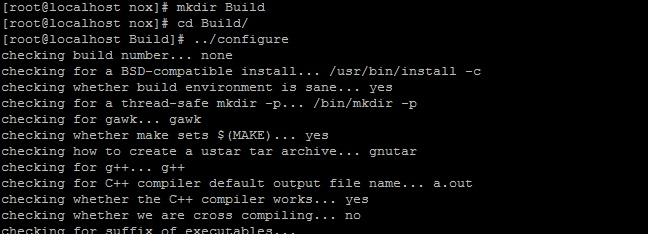 [root@localhost nox]# mkdir Build
[root@localhost nox]# cd Build/
[root@localhost Build]# ../configure
checking build number... none
checking for a BSD-compatible install... /usr/bin/install -c
checking whether build environment is sane... yes
checking for a thread-safe mkdir -p... /bin/mkdir -p
checking for gawk... gawk
checking whether make sets $(MAKE)... yes
checking how to create a ustar tar archive... gnutar
checking for g++... g++
checking for C++ compiler default output file name... a.out
checking whether the C++ compiler works... yes
checking whether we are cross compiling... no
checking for suffix of executables...